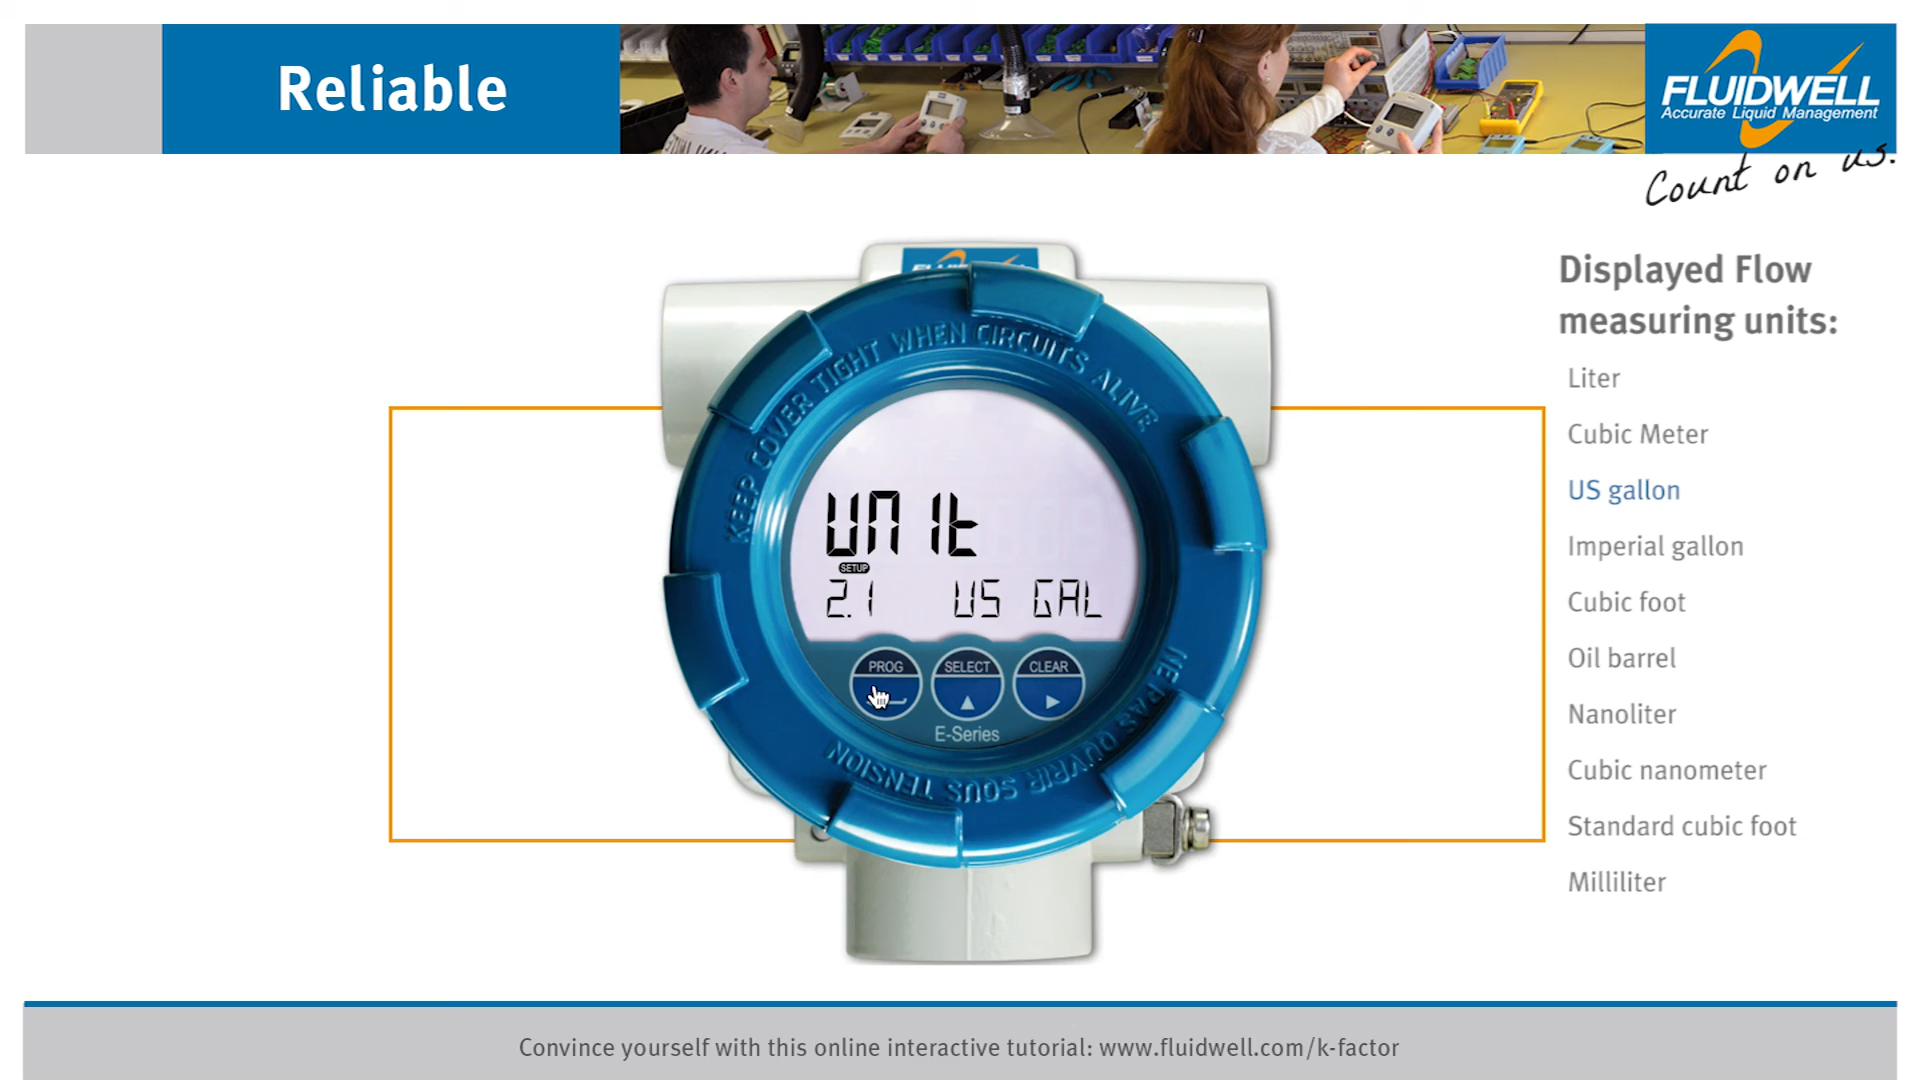 Reliable
FLUIDWELL
Accurate Liquid Management
Count on us.
Displayed Flow
measuring units:
Liter
Cubic Meter
US gallon
Imperial gallon
Cubic foot
Oil barrel
Nanoliter
Cubic nanometer
Standard cubic foot
Milliliter
KEEP COVER TIGHT WHEN CIRCUITS ALIVE
UNIt
SETUP
2.1 US GAL
PROG SELECT CLEAR
E-Series
NE PAS OUVRIR SOUS TENSION
Convince yourself with this online interactive tutorial: www.fluidwell.com/k-factor